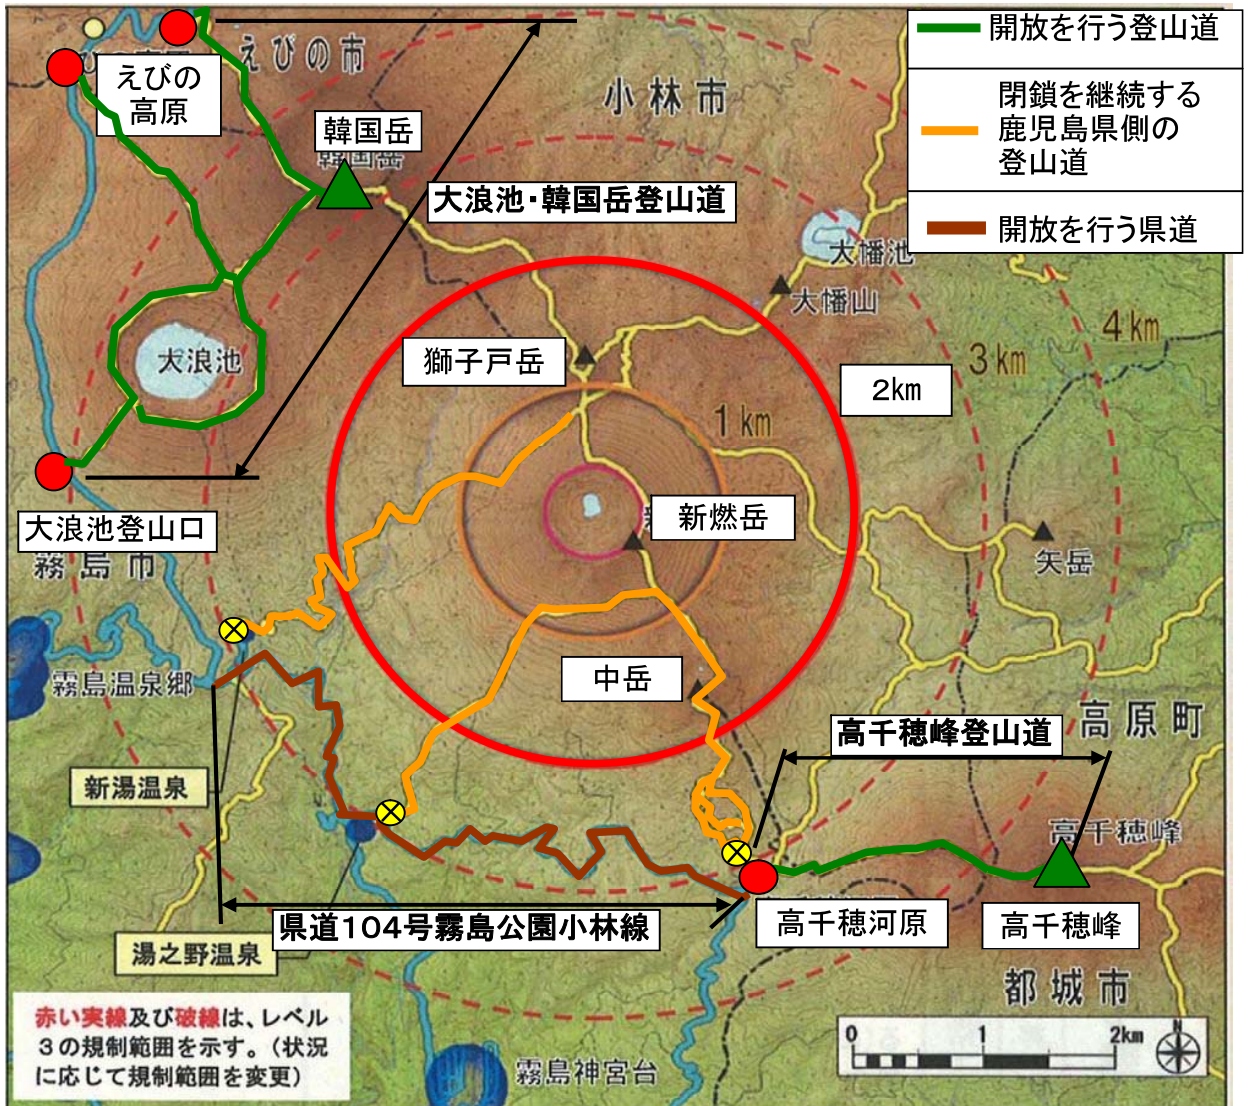 えびの市
えびの
高原
韓国岳
韓国岳
小林市
開放を行う登山道
閉鎖を継続する
鹿児島県側の
登山道
開放を行う県道
大浪池・韓国岳登山道
大幡池
大幡山
4km
3km
2km
1km
獅子戸岳
大浪池
新燃岳
大浪池登山口
霧島市
矢岳
霧島温泉郷
中岳
高原町
高千穂峰登山道
新湯温泉
高千穂峰
県道104号霧島公園小林線
高千穂河原
高千穂峰
湯之野温泉
都城市
赤い実線及び破線は、レベル
3の規制範囲を示す。(状況
に応じて規制範囲を変更)
霧島神宮台
0 1 2km
N